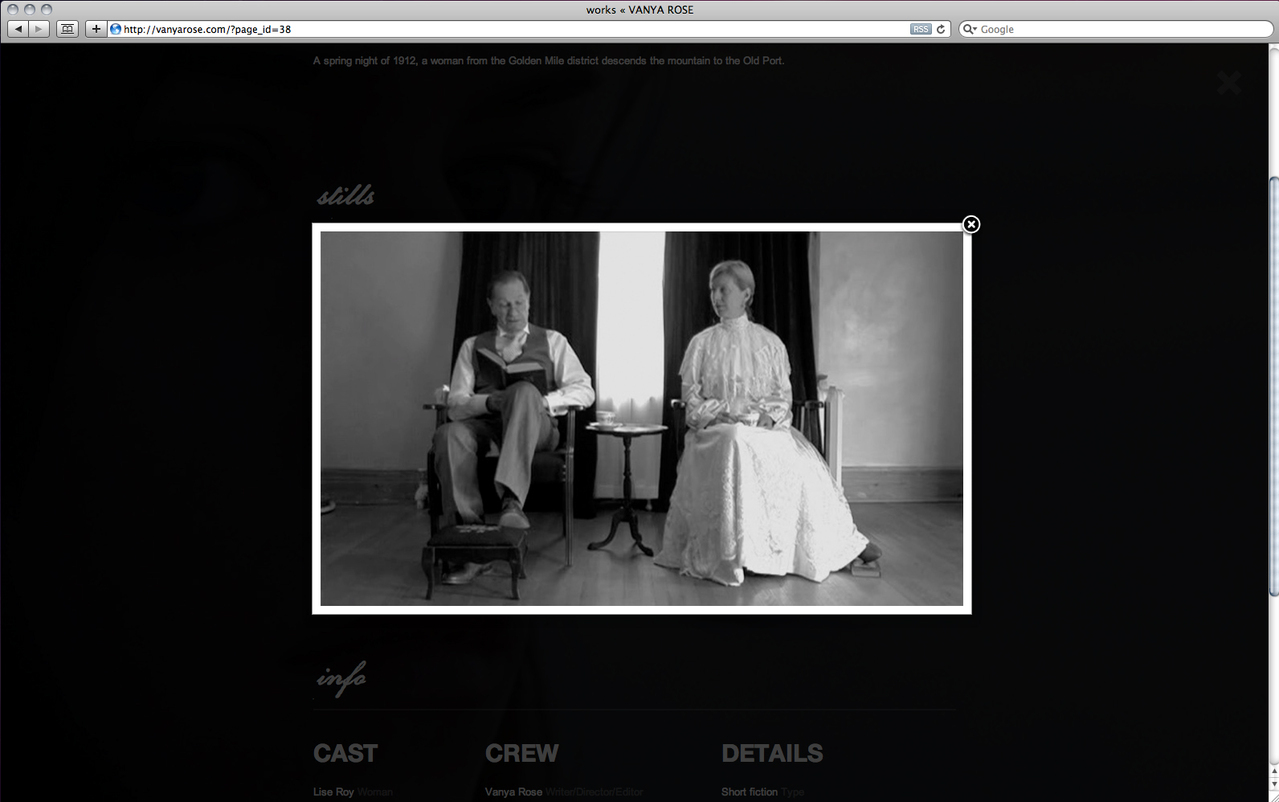 works « VANYA ROSE
http://vanyarose.com/?page_id=38
RSS
Google
A spring night of 1912, a woman from the Golden Mile district descends the mountain to the Old Port.
stills
info
CAST
CREW
DETAILS
Lise Roy Woman
Vanya Rose Writer/Director/Editor
Short fiction Type